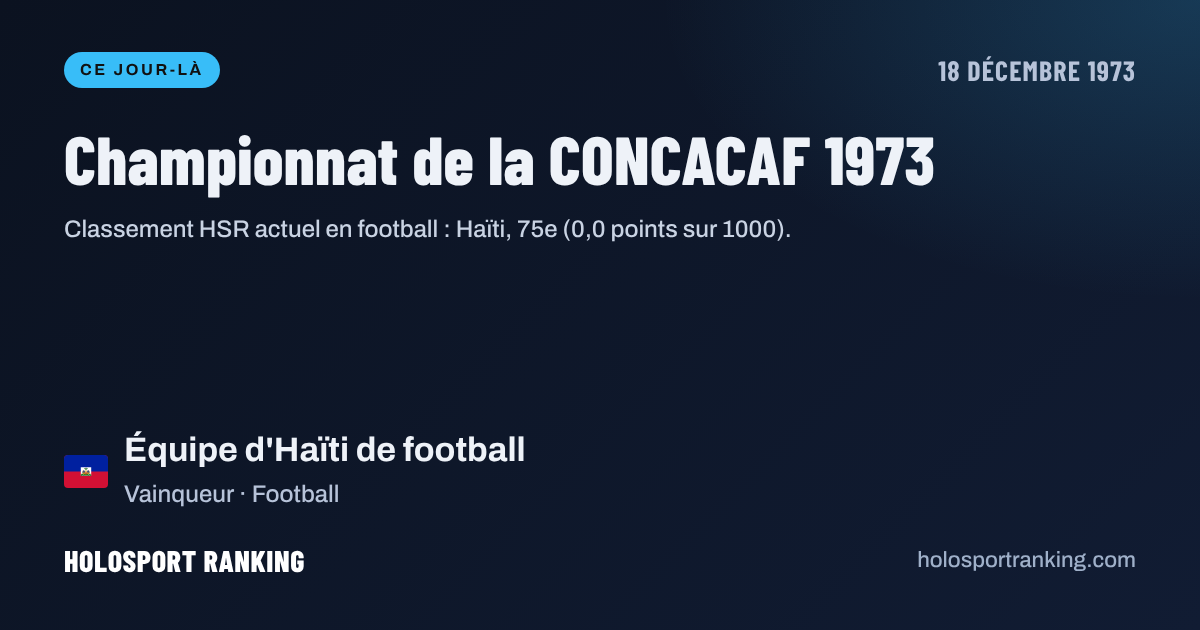 CE JOUR-LÀ
18 DÉCEMBRE 1973
Championnat de la CONCACAF 1973
Classement HSR actuel en football : Haïti, 75e (0,0 points sur 1000).
Équipe d'Haïti de football
Vainqueur · Football
HOLOSPORT RANKING
holosportranking.com